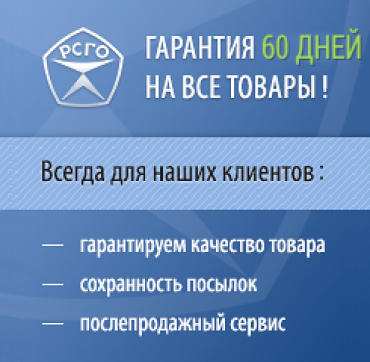 РСГО
ГАРАНТИЯ 60 ДНЕЙ
НА ВСЕ ТОВАРЫ!
Всегда для наших клиентов:
— гарантируем качество товара
— сохранность посылок
— послепродажный сервис